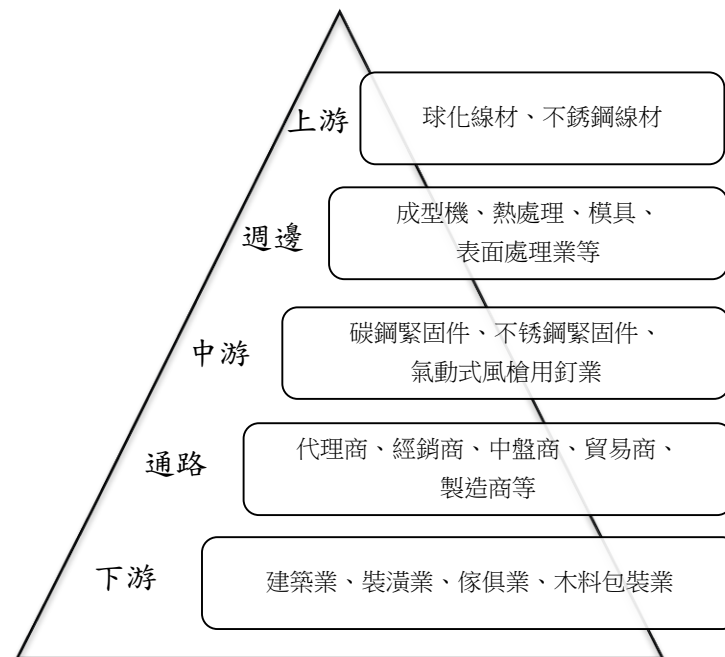 上游
球化線材、不銹鋼線材
週邊
成型機、熱處理、模具、
表面處理業等
中游
碳鋼緊固件、不锈鋼緊固件、
氣動式風槍用釘業
通路
代理商、經銷商、中盤商、貿易商、
製造商等
下游
建築業、裝潢業、傢俱業、木料包裝業